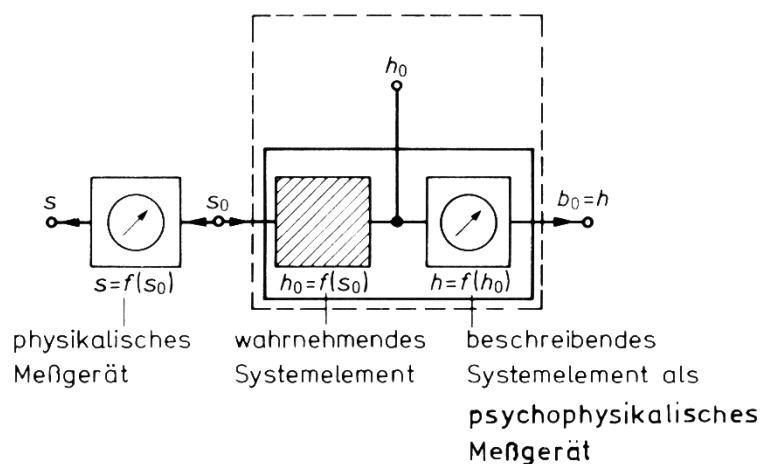 h₀
s
s₀
b₀=h
s=f(s₀)
h₀=f(s₀)
h=f(h₀)
physikalisches
Meßgerät
wahrnehmendes
Systemelement
beschreibendes
Systemelement als
psychophysikalisches
Meßgerät